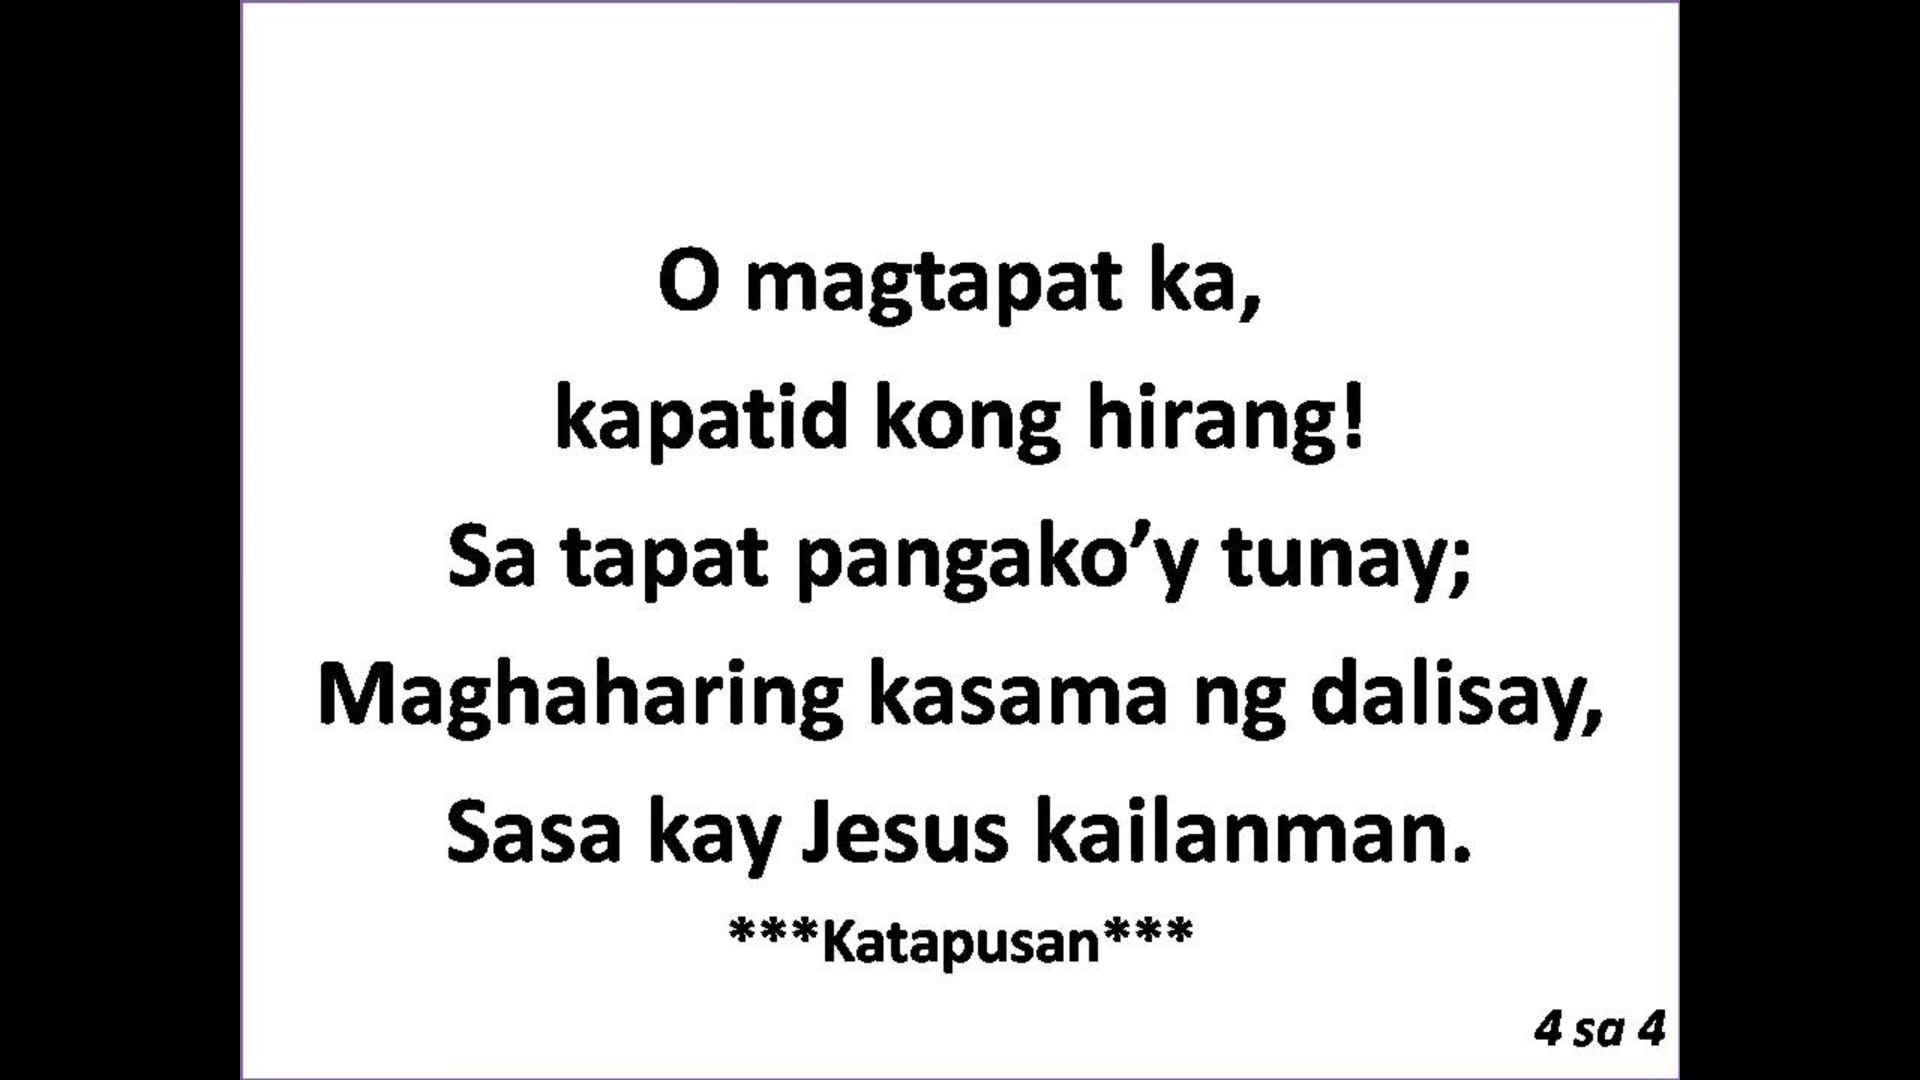 O magtapat ka,
kapatid kong hirang!
Sa tapat pangako’y tunay;
Maghaharing kasama ng dalisay,
Sasa kay Jesus kailanman.
***Katapusan***
4 sa 4